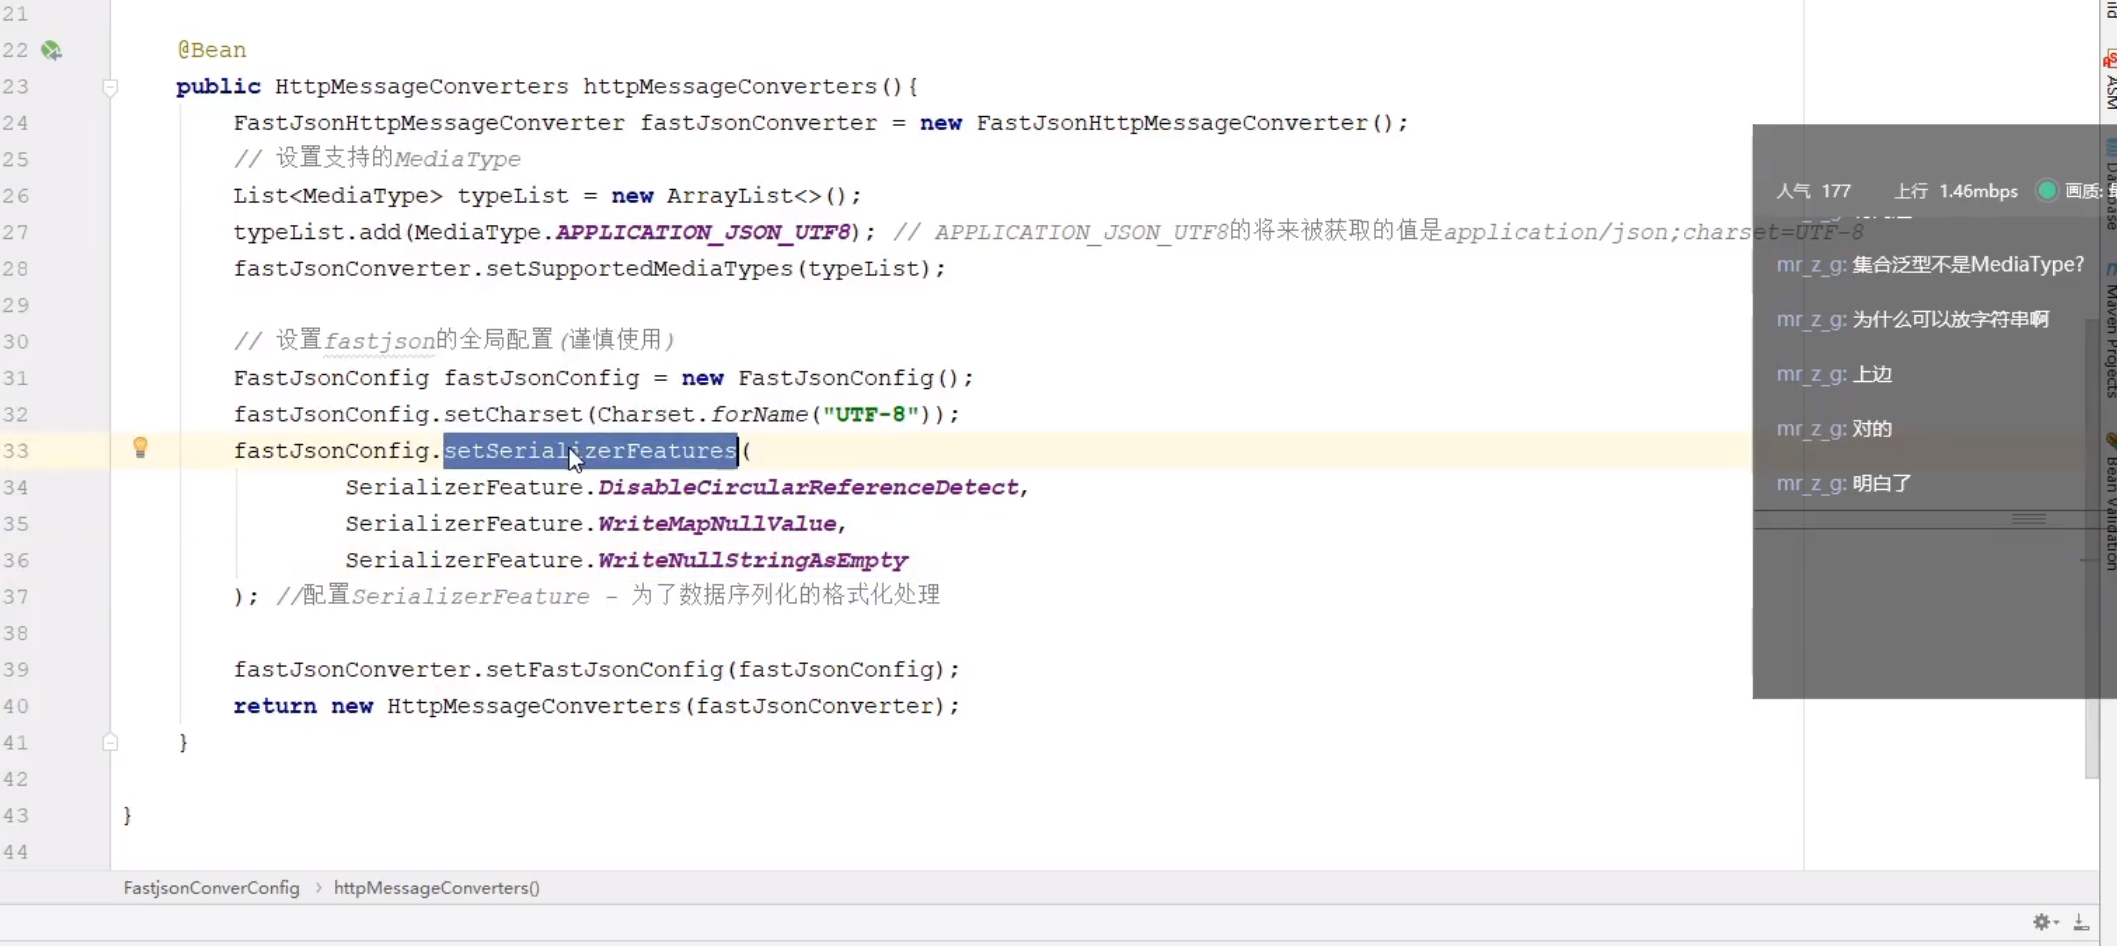 21
22 @Bean
23 public HttpMessageConverters httpMessageConverters(){
24 FastJsonHttpMessageConverter fastJsonConverter = new FastJsonHttpMessageConverter();
25 // 设置支持的MediaType
26 List<MediaType> typeList = new ArrayList<>();
27 typeList.add(MediaType.APPLICATION_JSON_UTF8); // APPLICATION_JSON_UTF8的将来被获取的值是application/json;charset=UTF-8
28 fastJsonConverter.setSupportedMediaTypes(typeList);
29
30 // 设置fastjson的全局配置(谨慎使用)
31 FastJsonConfig fastJsonConfig = new FastJsonConfig();
32 fastJsonConfig.setCharset(Charset.forName("UTF-8"));
33 fastJsonConfig.setSerializerFeatures(
34 SerializerFeature.DisableCircularReferenceDetect,
35 SerializerFeature.WriteMapNullValue,
36 SerializerFeature.WriteNullStringAsEmpty
37 ); //配置SerializerFeature - 为了数据序列化的格式化处理
38
39 fastJsonConverter.setFastJsonConfig(fastJsonConfig);
40 return new HttpMessageConverters(fastJsonConverter);
41 }
42
43 }
44
FastjsonConverConfig › httpMessageConverters()
人气 177 上行 1.46mbps 画质:
mr_z_g: 集合泛型不是MediaType?
mr_z_g: 为什么可以放字符串啊
mr_z_g: 上边
mr_z_g: 对的
mr_z_g: 明白了
ASM
Database
Maven Projects
Bean Validation